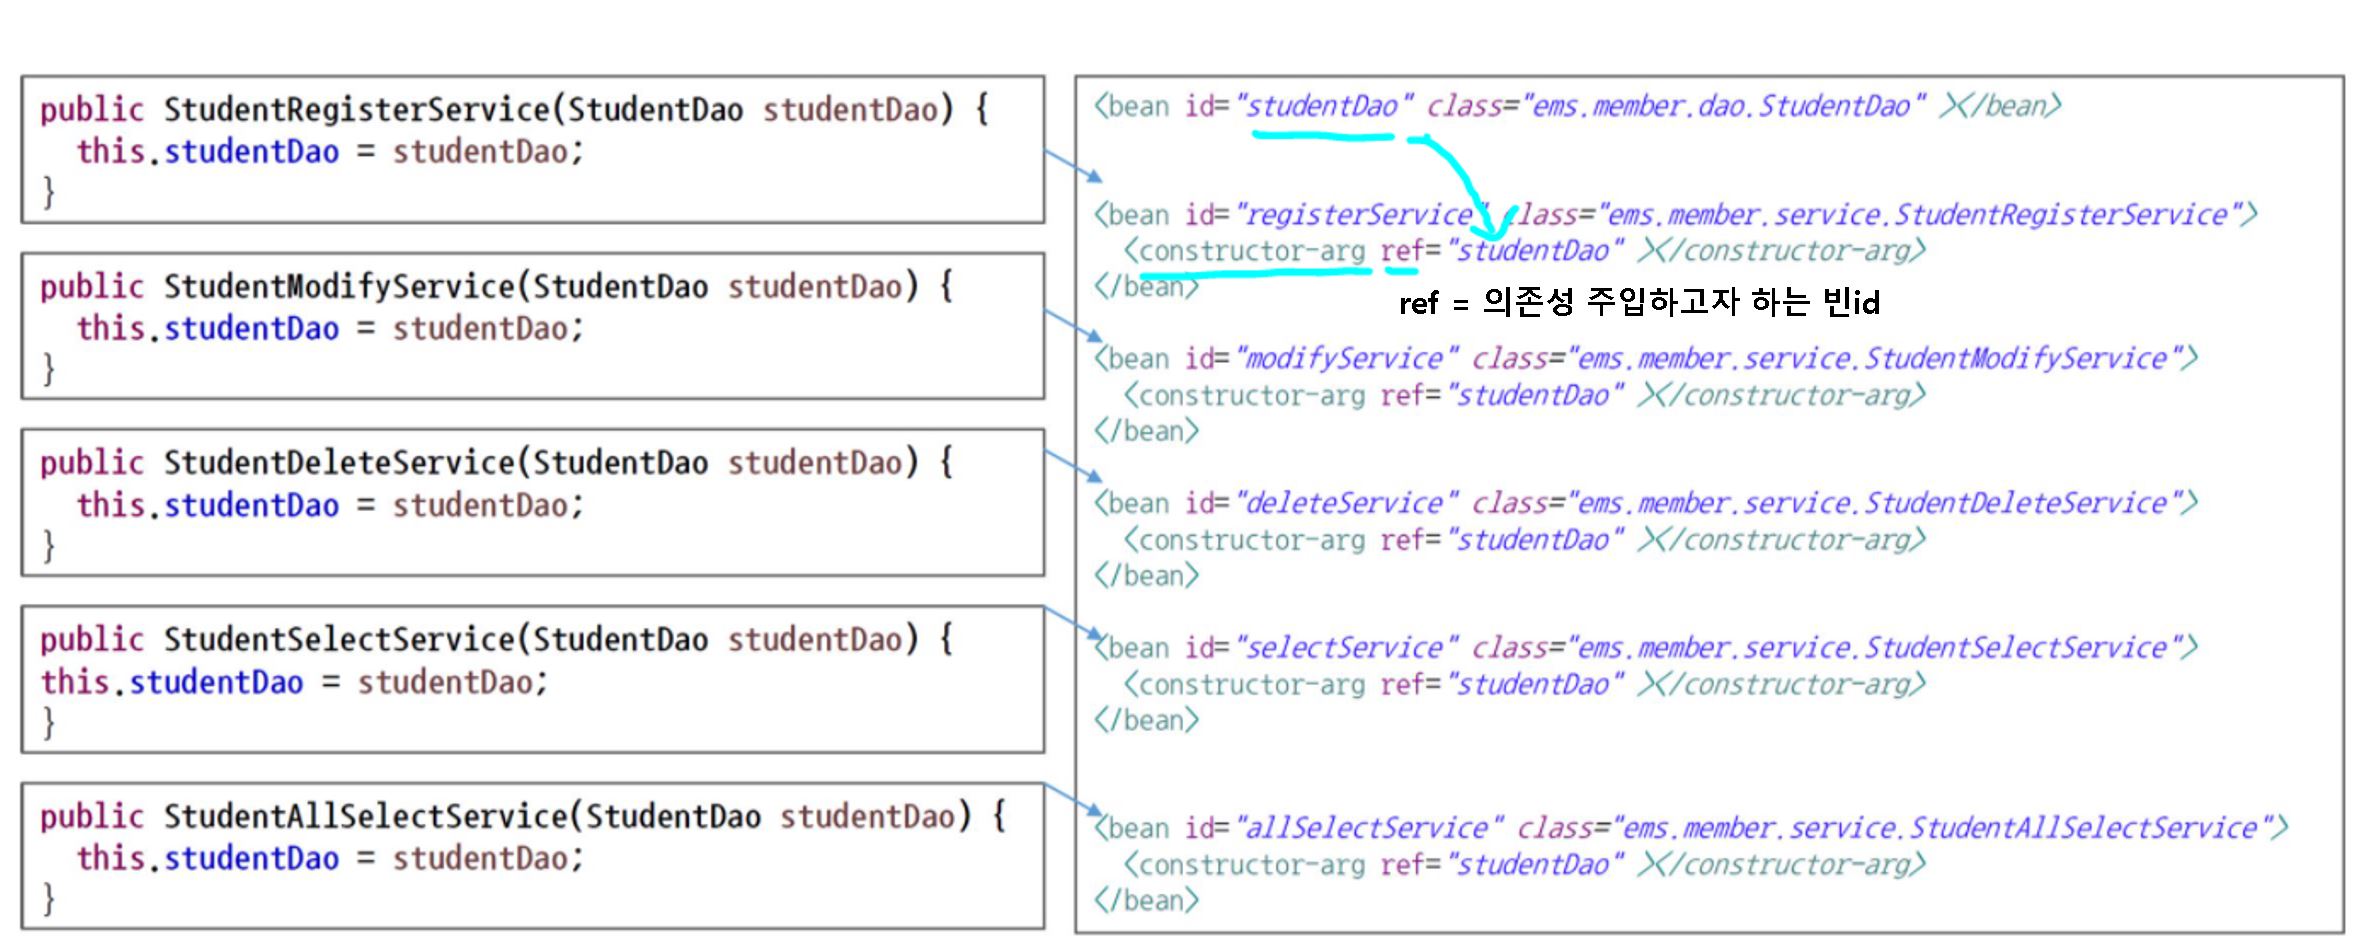 public StudentRegisterService(StudentDao studentDao) {
this.studentDao = studentDao;
}
public StudentModifyService(StudentDao studentDao) {
this.studentDao = studentDao;
}
public StudentDeleteService(StudentDao studentDao) {
this.studentDao = studentDao;
}
public StudentSelectService(StudentDao studentDao) {
this.studentDao = studentDao;
}
public StudentAllSelectService(StudentDao studentDao) {
this.studentDao = studentDao;
}
<bean id="studentDao" class="ems.member.dao.StudentDao" ></bean>
<bean id="registerService" class="ems.member.service.StudentRegisterService">
<constructor-arg ref="studentDao" ></constructor-arg>
</bean>
ref = 의존성 주입하고자 하는 빈id
<bean id="modifyService" class="ems.member.service.StudentModifyService">
<constructor-arg ref="studentDao" ></constructor-arg>
</bean>
<bean id="deleteService" class="ems.member.service.StudentDeleteService">
<constructor-arg ref="studentDao" ></constructor-arg>
</bean>
<bean id="selectService" class="ems.member.service.StudentSelectService">
<constructor-arg ref="studentDao" ></constructor-arg>
</bean>
<bean id="allSelectService" class="ems.member.service.StudentAllSelectService">
<constructor-arg ref="studentDao" ></constructor-arg>
</bean>